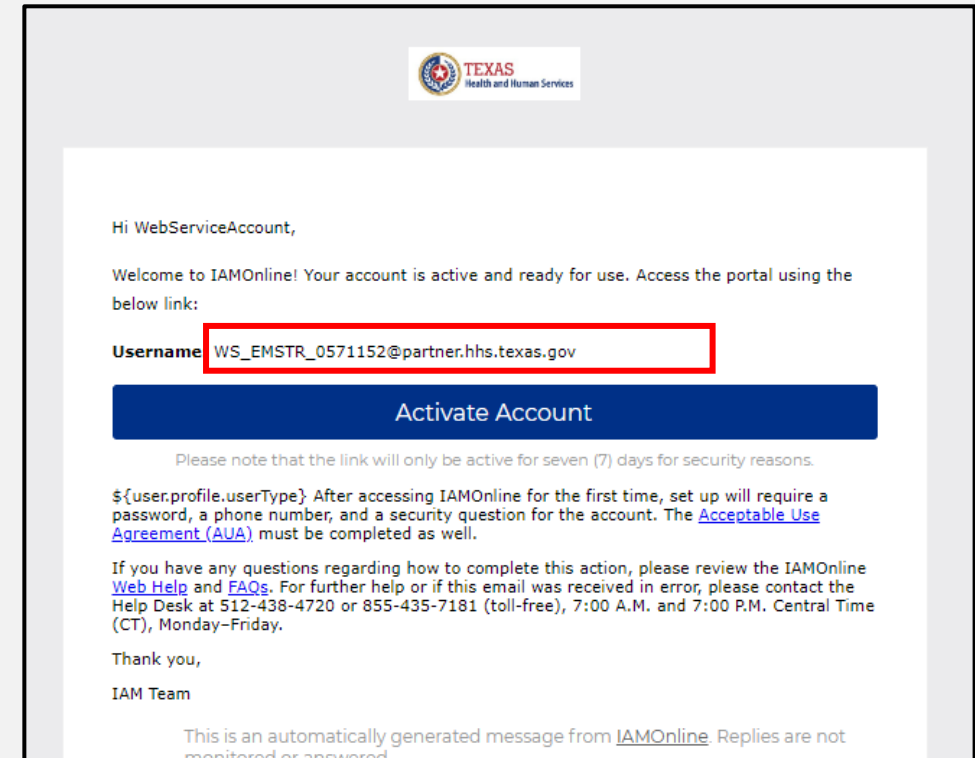 TEXAS
Health and Human Services
Hi WebServiceAccount,
Welcome to IAMOnline! Your account is active and ready for use. Access the portal using the
below link:
Username WS_EMSTR_0571152@partner.hhs.texas.gov
Activate Account
Please note that the link will only be active for seven (7) days for security reasons.
${user.profile.userType} After accessing IAMOnline for the first time, set up will require a
password, a phone number, and a security question for the account. The Acceptable Use
Agreement (AUA) must be completed as well.
If you have any questions regarding how to complete this action, please review the IAMOnline
Web Help and FAQs. For further help or if this email was received in error, please contact the
Help Desk at 512-438-4720 or 855-435-7181 (toll-free), 7:00 A.M. and 7:00 P.M. Central Time
(CT), Monday–Friday.
Thank you,
IAM Team
This is an automatically generated message from IAMOnline. Replies are not
monitored or answered